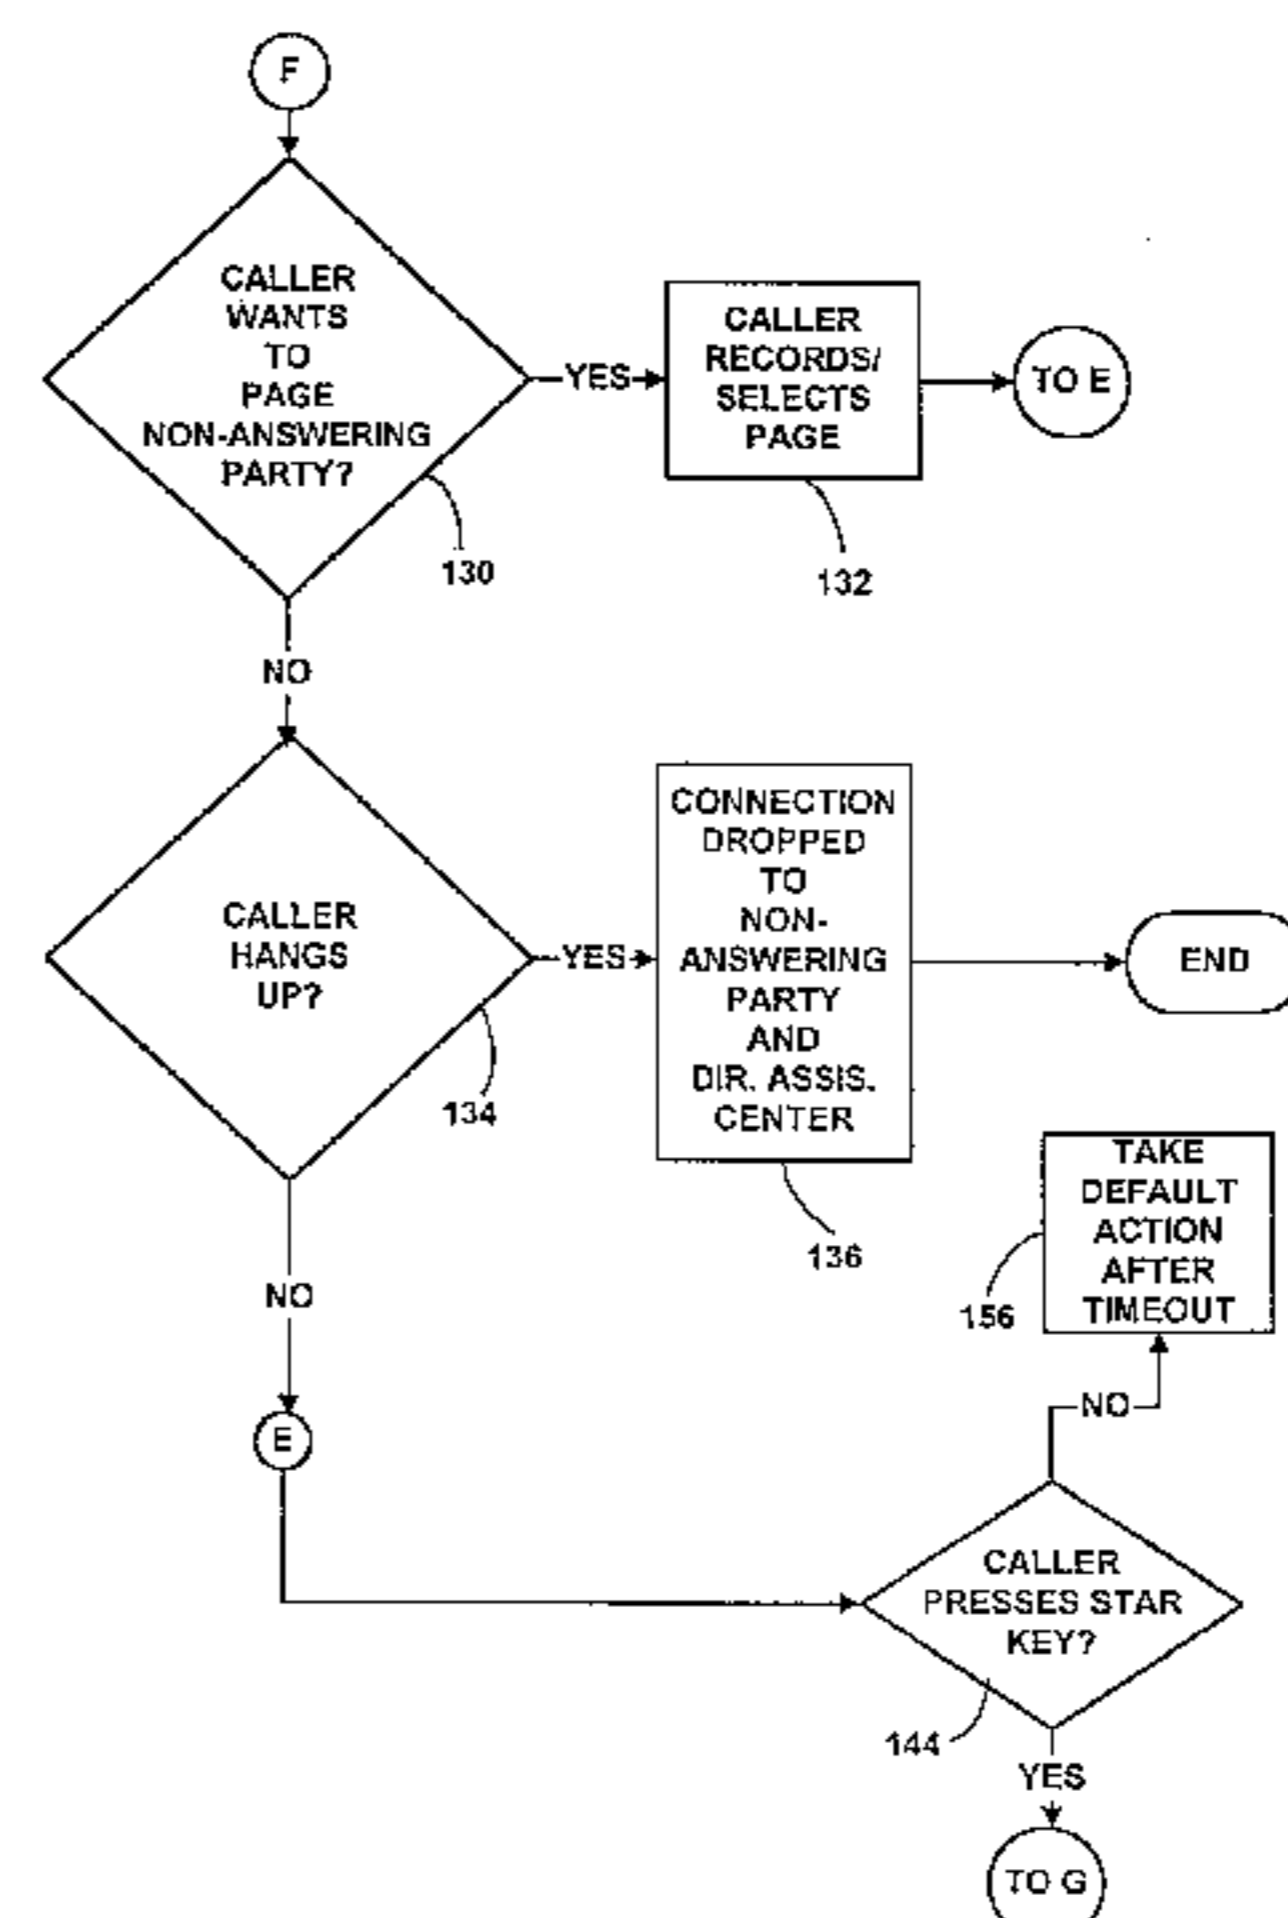 F
CALLER
WANTS
TO
PAGE
NON-ANSWERING
PARTY?
YES
CALLER
RECORDS/
SELECTS
PAGE
TO E
130
132
NO
CALLER
HANGS
UP?
YES
CONNECTION
DROPPED
TO
NON-
ANSWERING
PARTY
AND
DIR. ASSIS.
CENTER
END
134
136
NO
TAKE
DEFAULT
ACTION
AFTER
TIMEOUT
156
NO
E
CALLER
PRESSES STAR
KEY?
144
YES
TO G